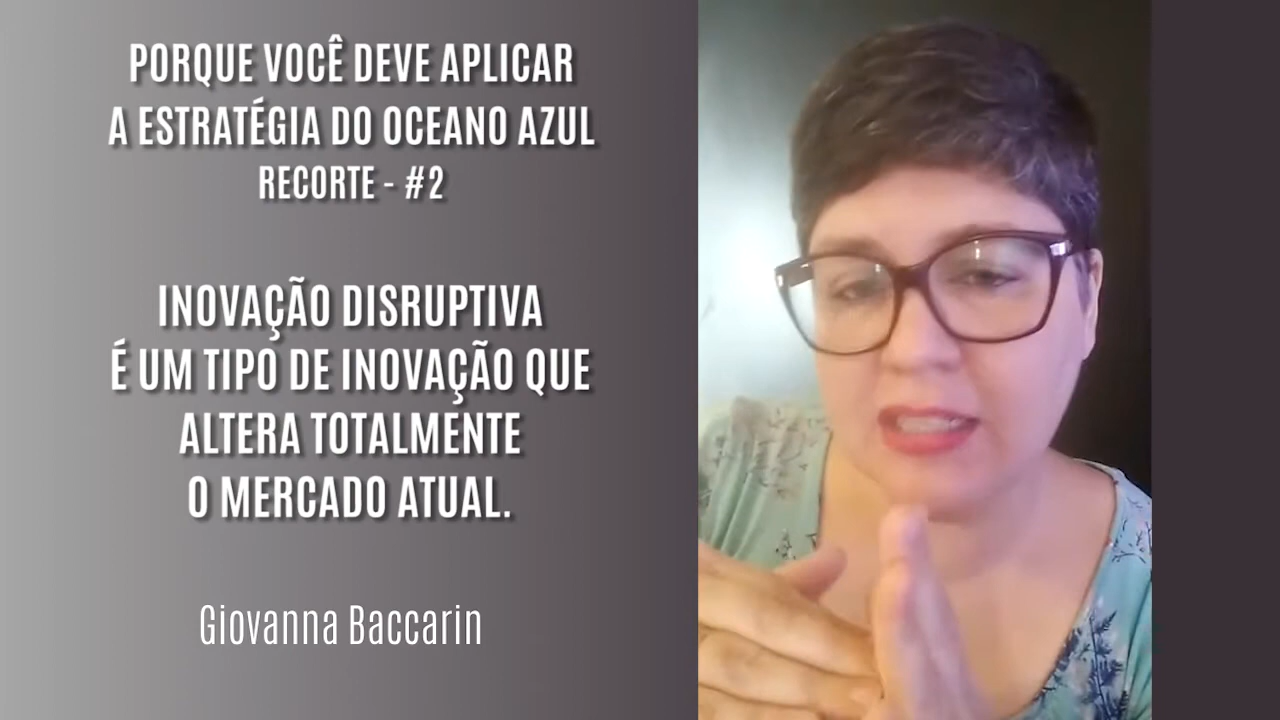 PORQUE VOCÊ DEVE APLICAR
A ESTRATÉGIA DO OCEANO AZUL
RECORTE - #2
INOVAÇÃO DISRUPTIVA
É UM TIPO DE INOVAÇÃO QUE
ALTERA TOTALMENTE
O MERCADO ATUAL.
Giovanna Baccarin